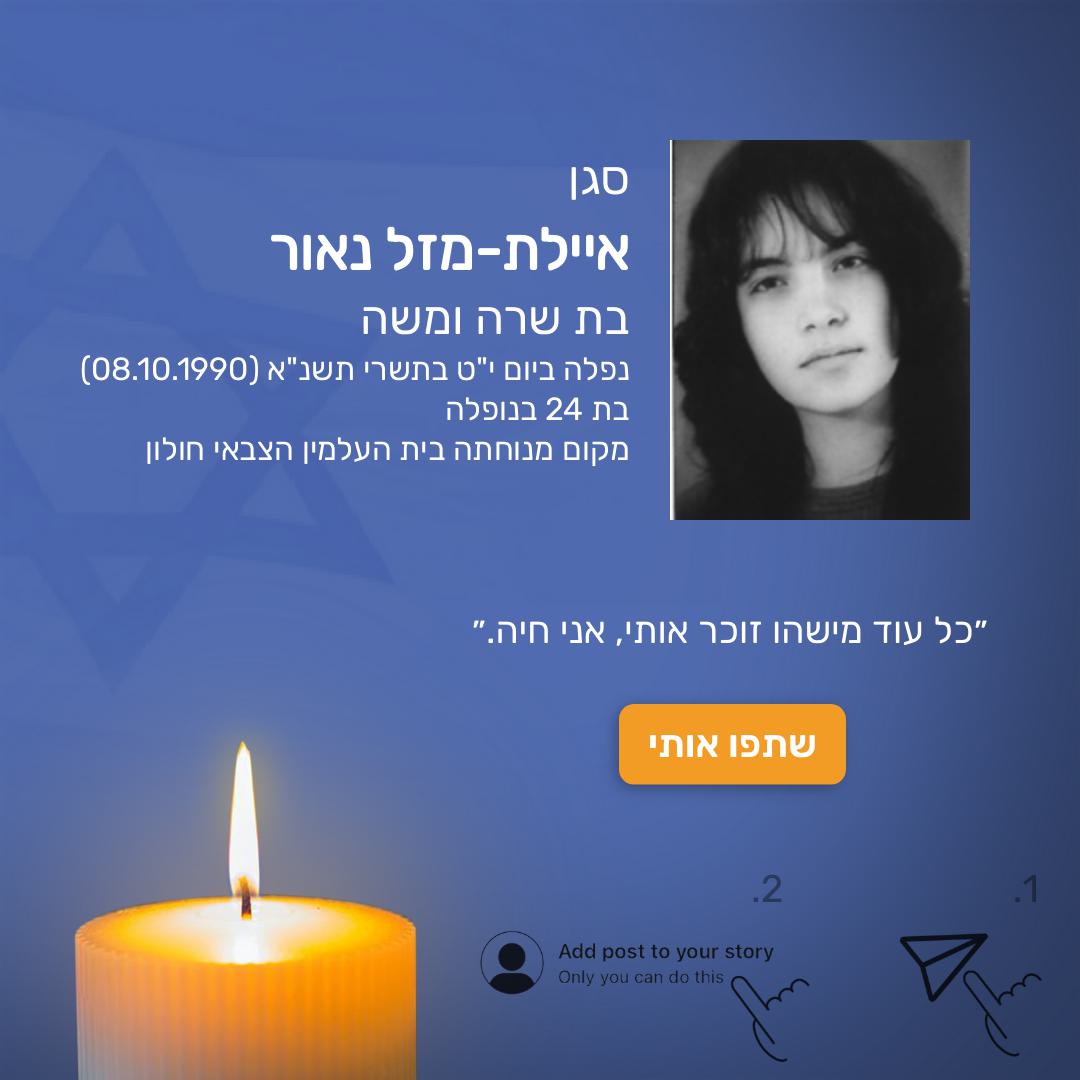 סגן
איילת-מזל נאור
בת שרה ומשה
נפלה ביום י"ט בתשרי תשנ"א (08.10.1990)
בת 24 בנופלה
מקום מנוחתה בית העלמין הצבאי חולון
״כל עוד מישהו זוכר אותי, אני חיה.״
שתפו אותי
1.
2.
Add post to your story
Only you can do this